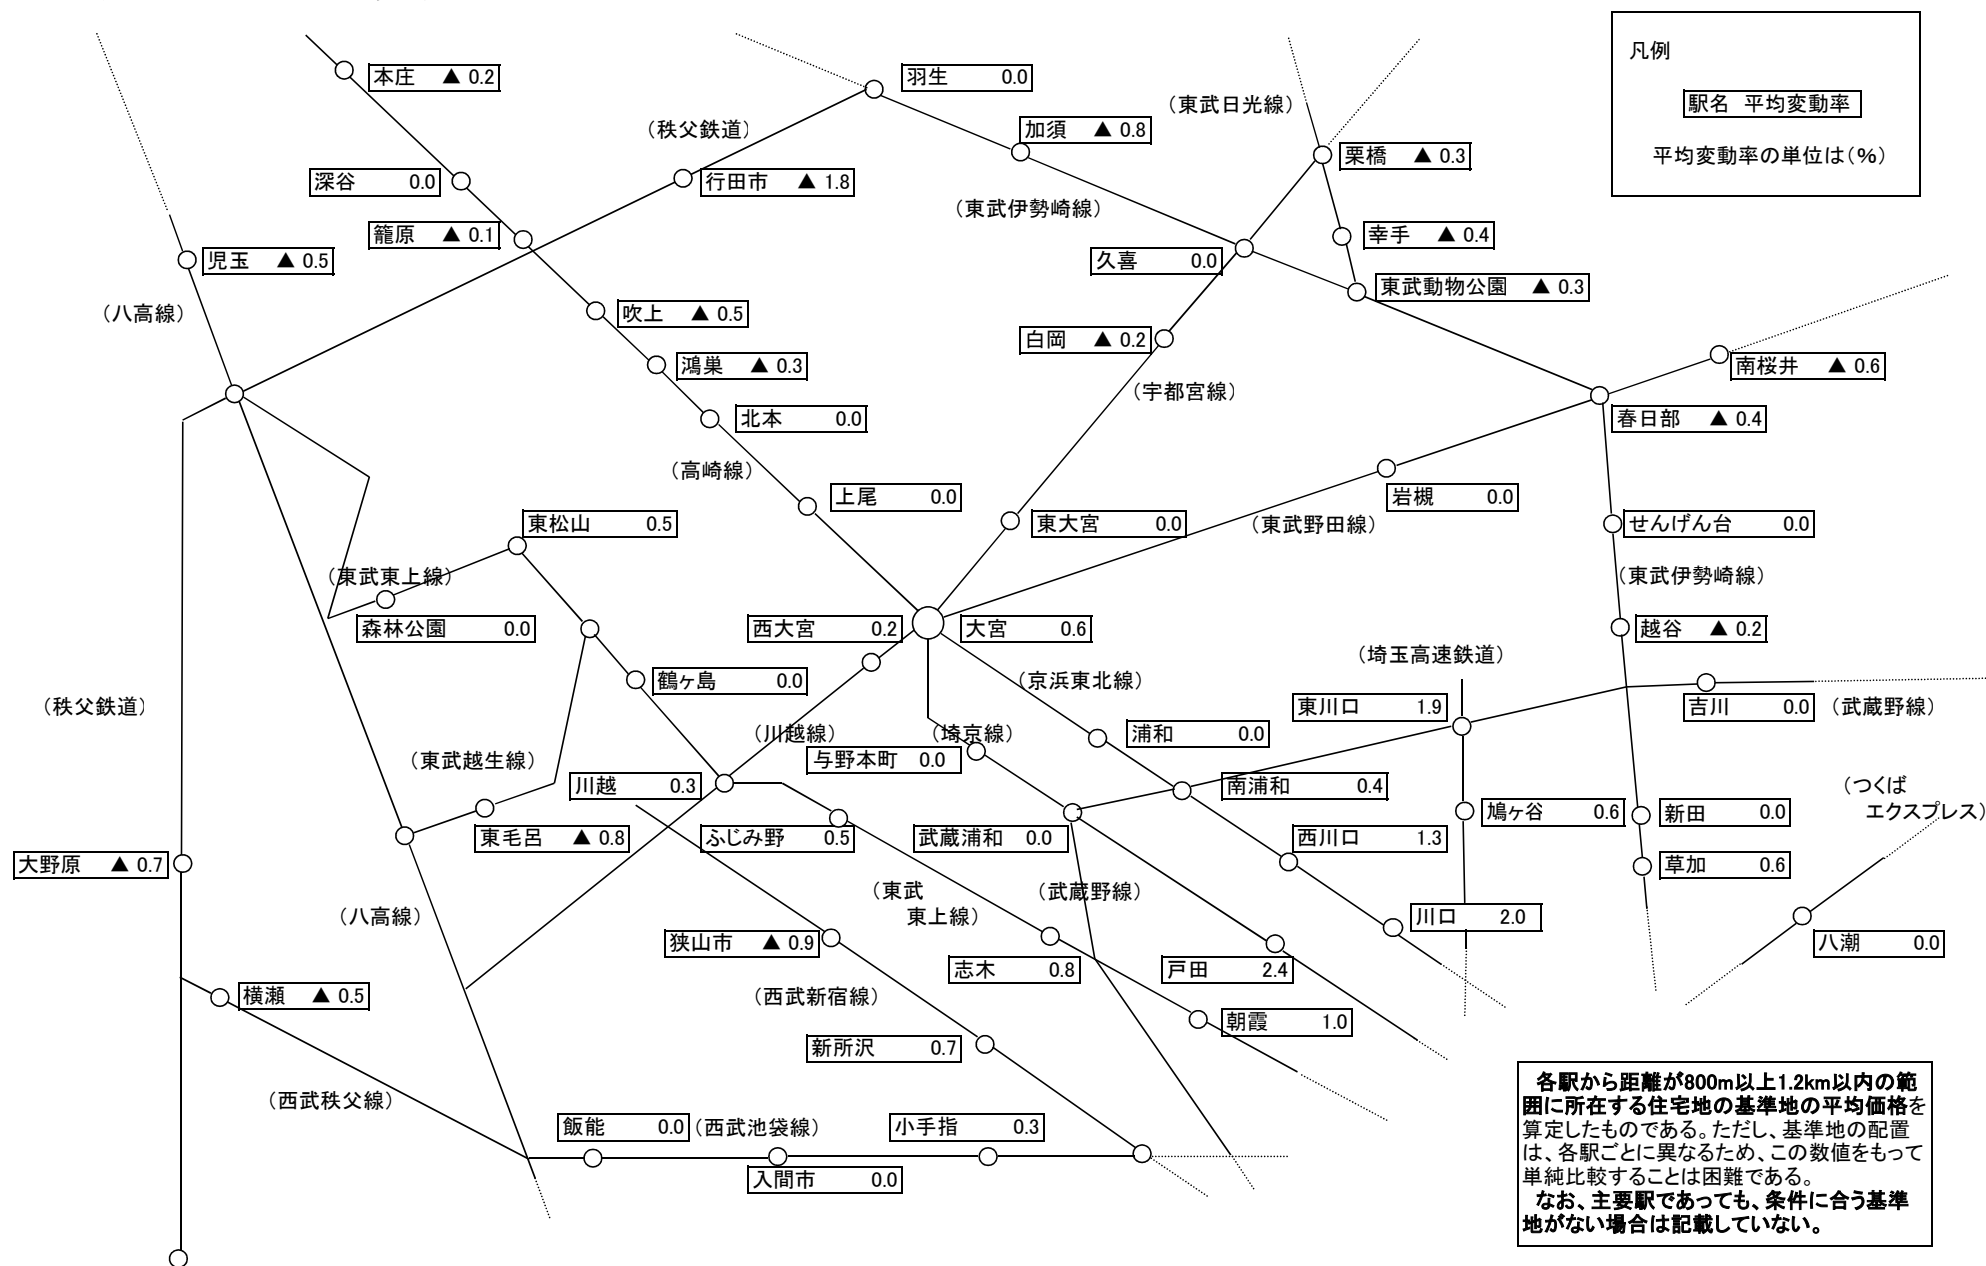 凡例
駅名 平均変動率
平均変動率の単位は(%)
本庄 ▲ 0.2
羽生 0.0
(東武日光線)
(秩父鉄道)
加須 ▲ 0.8
栗橋 ▲ 0.3
深谷 0.0
行田市 ▲ 1.8
(東武伊勢崎線)
籠原 ▲ 0.1
幸手 ▲ 0.4
児玉 ▲ 0.5
久喜 0.0
東武動物公園 ▲ 0.3
(八高線)
吹上 ▲ 0.5
白岡 ▲ 0.2
鴻巣 ▲ 0.3
南桜井 ▲ 0.6
(宇都宮線)
北本 0.0
春日部 ▲ 0.4
(高崎線)
上尾 0.0
岩槻 0.0
東松山 0.5
東大宮 0.0
(東武野田線)
せんげん台 0.0
(東武東上線)
(東武伊勢崎線)
森林公園 0.0
西大宮 0.2
大宮 0.6
越谷 ▲ 0.2
(埼玉高速鉄道)
鶴ヶ島 0.0
(京浜東北線)
(秩父鉄道)
東川口 1.9
吉川 0.0
(武蔵野線)
(川越線)
(埼京線)
浦和 0.0
(東武越生線)
与野本町 0.0
川越 0.3
南浦和 0.4
(つくば
エクスプレス)
東毛呂 ▲ 0.8
ふじみ野 0.5
武蔵浦和 0.0
西川口 1.3
鳩ヶ谷 0.6
新田 0.0
大野原 ▲ 0.7
草加 0.6
(東武
東上線)
(武蔵野線)
(八高線)
川口 2.0
狭山市 ▲ 0.9
志木 0.8
戸田 2.4
八潮 0.0
横瀬 ▲ 0.5
(西武新宿線)
朝霞 1.0
新所沢 0.7
(西武秩父線)
飯能 0.0
(西武池袋線)
小手指 0.3
入間市 0.0
各駅から距離が800m以上1.2km以内の範
囲に所在する住宅地の基準地の平均価格を
算定したものである。ただし、基準地の配置
は、各駅ごとに異なるため、この数値をもって
単純比較することは困難である。
なお、主要駅であっても、条件に合う基準
地がない場合は記載していない。